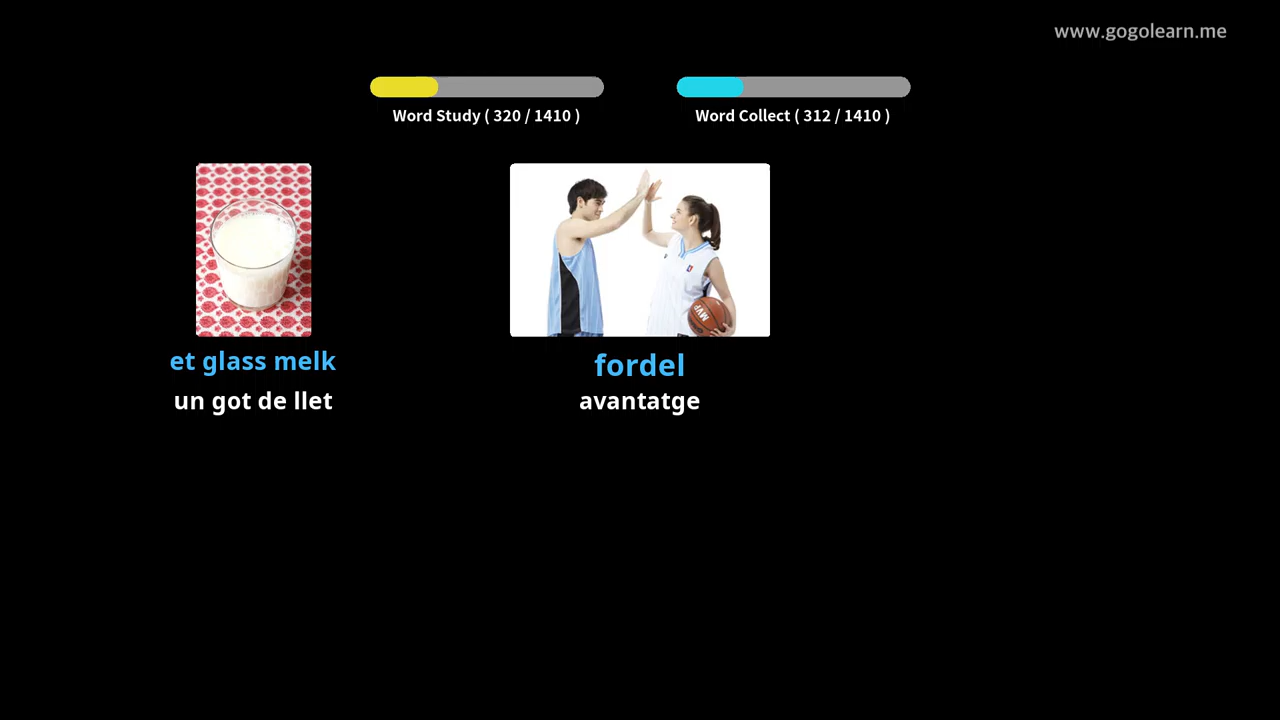 www.gogolearn.me
Word Study ( 320 / 1410 )
Word Collect ( 312 / 1410 )
MVP
et glass melk
un got de llet
fordel
avantatge